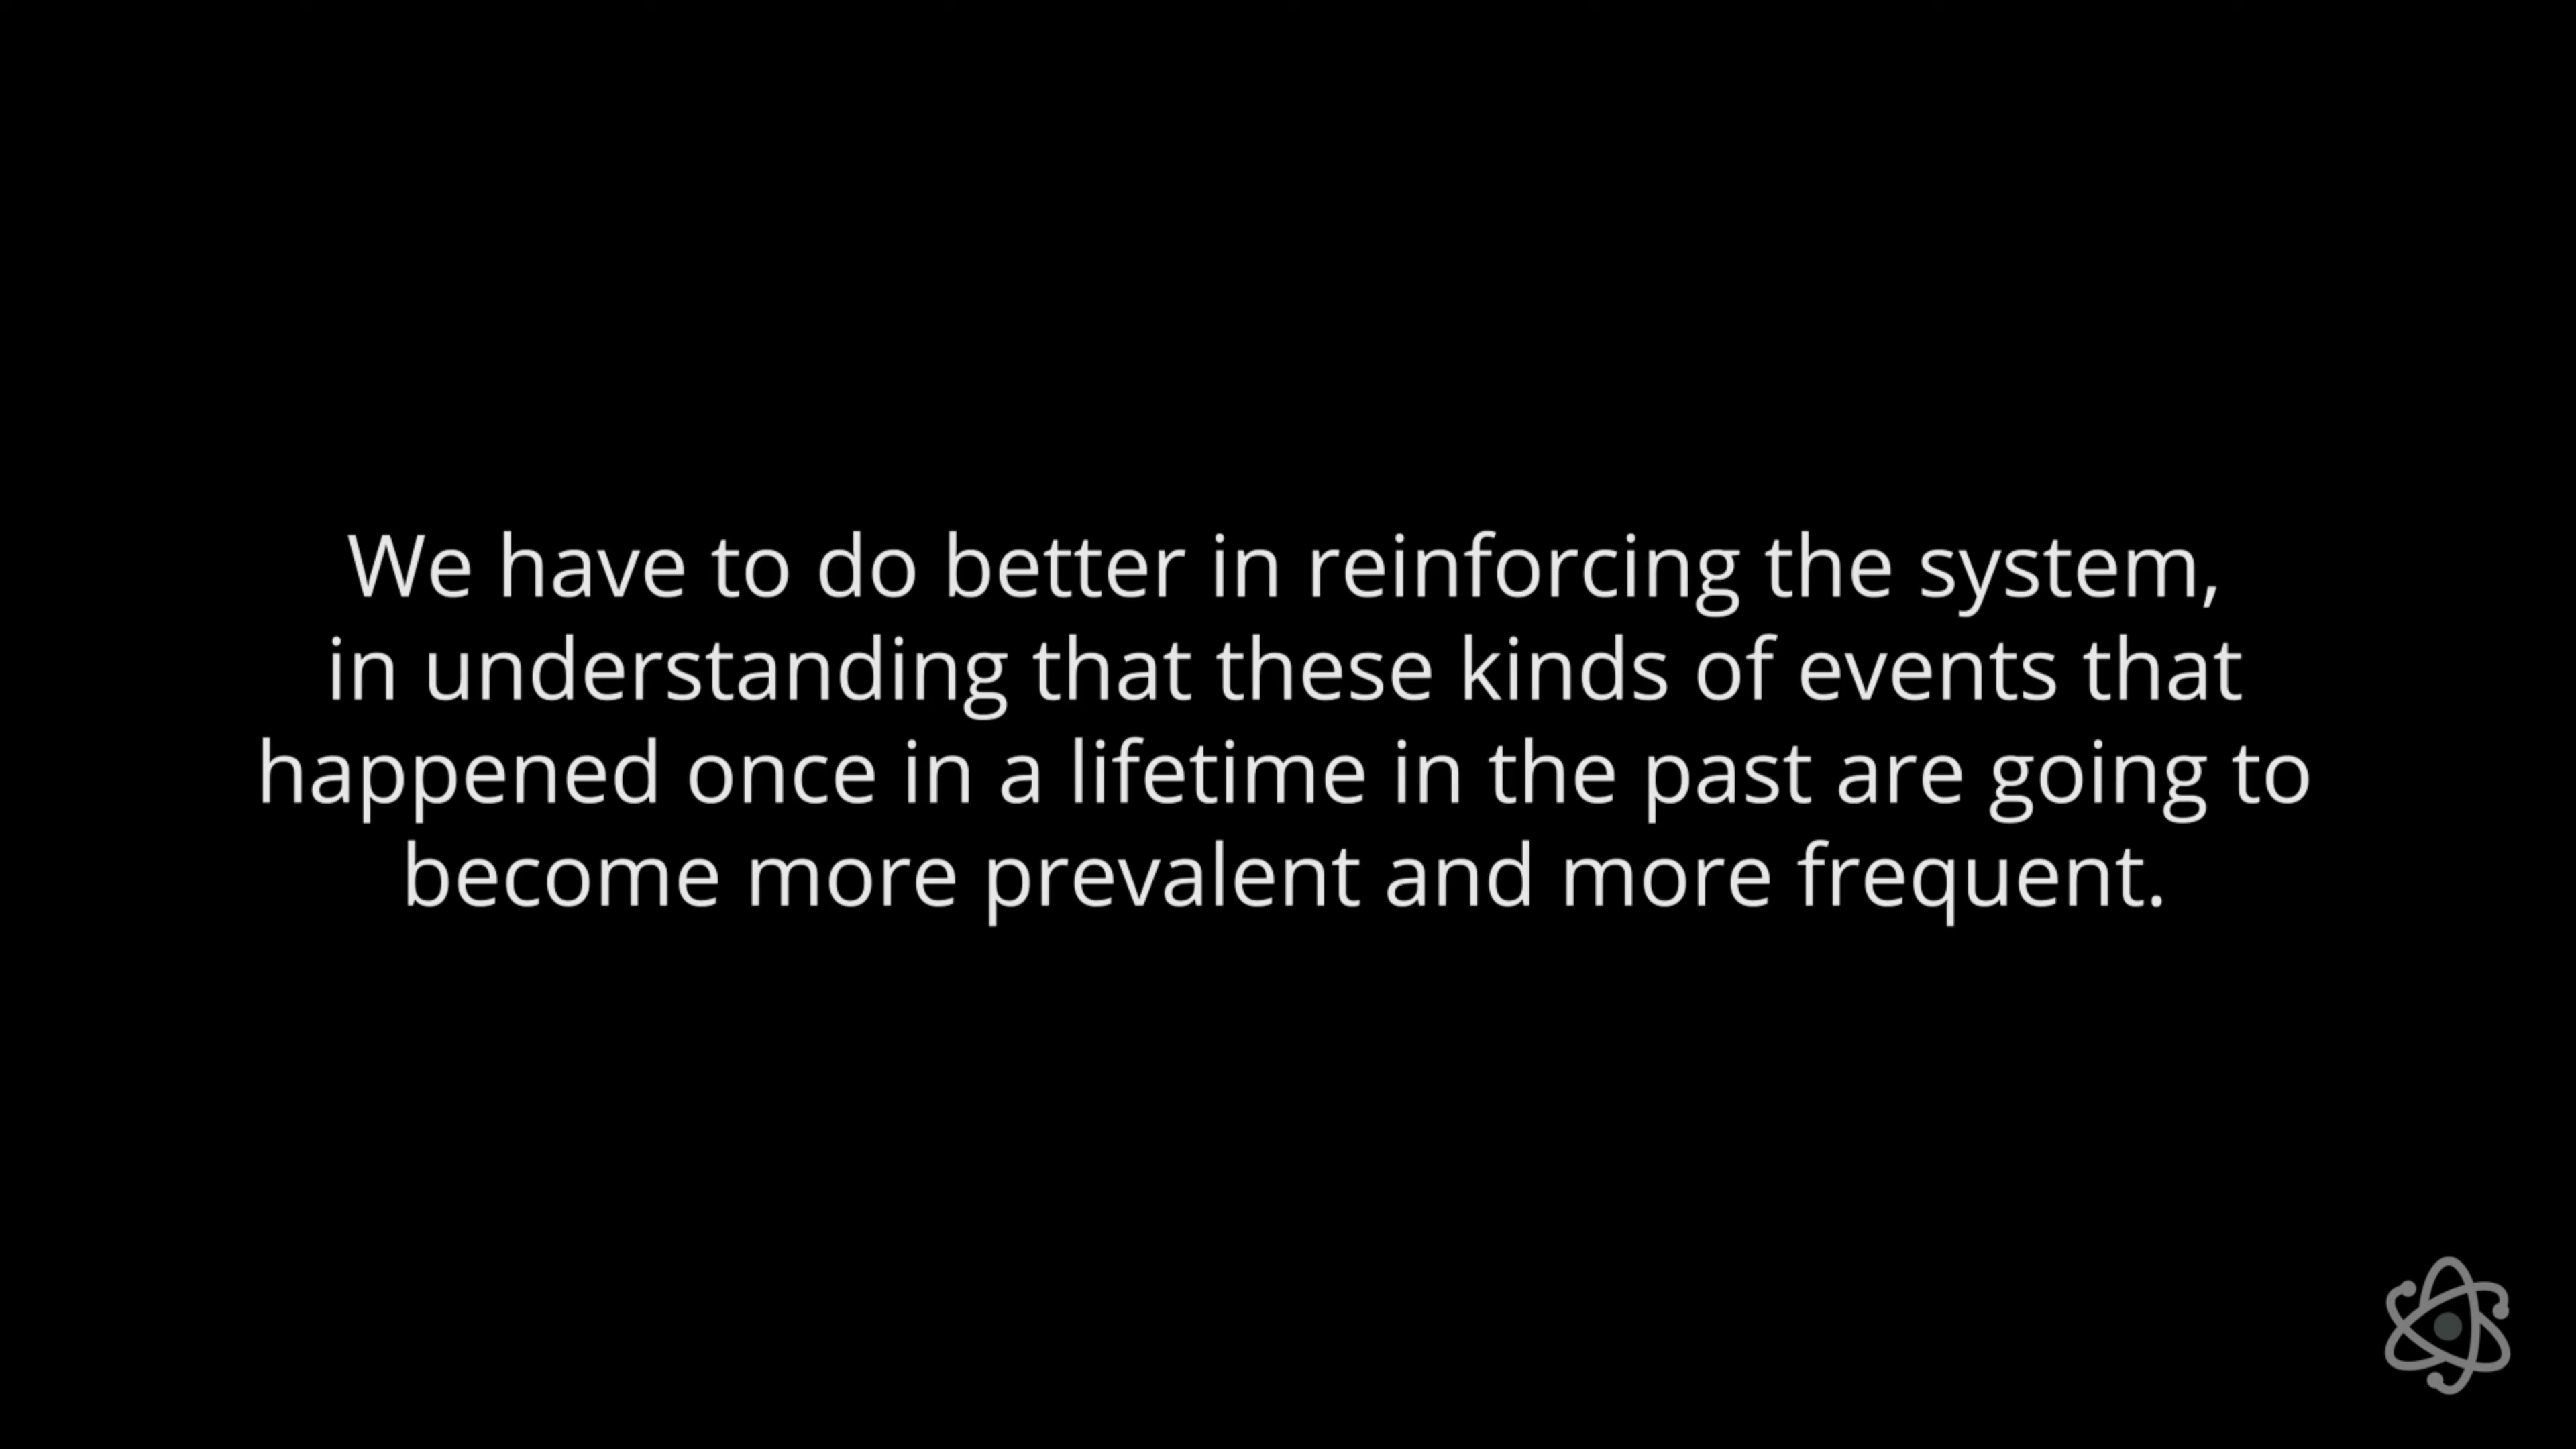 We have to do better in reinforcing the system,
in understanding that these kinds of events that
happened once in a lifetime in the past are going to
become more prevalent and more frequent.